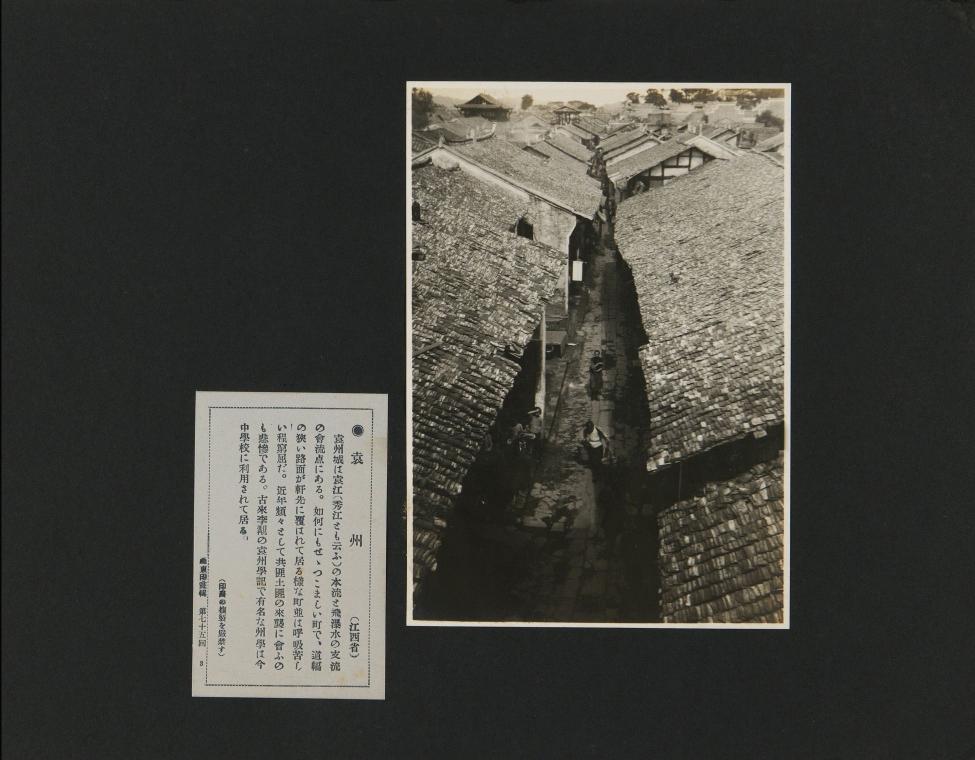 ◉袁州
(江西省)
袁州城は袁江(秀江とも云ふ)の本流と飛瀑水の支流
の會流点にある。如何にもせゝつこましい町で、道幅
の狹い路面が軒先に覆はれて居る樣な町並は呼吸苦し
い程窮屈だ。近年頻々として共匪土匪の來襲に會ふの
も悲慘である。古來李覯の袁州學記で有名な州學は今
中學校に利用されて居る。
(印畵の複製を嚴禁す)
亞東印畵輯 第七十五回 3